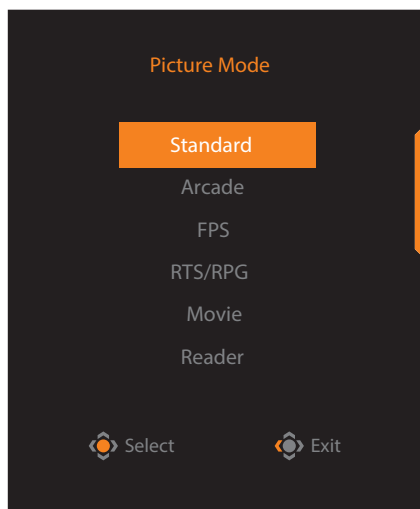 Picture Mode
Standard
Arcade
FPS
RTS/RPG
Movie
Reader
Select Exit